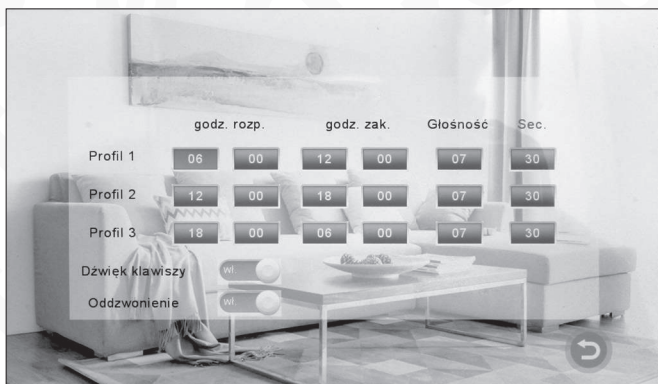 godz. rozp. godz. zak. Głośność Sec.
Profil 1 06 00 12 00 07 30
Profil 2 12 00 18 00 07 30
Profil 3 18 00 06 00 07 30
Dźwięk klawiszy wł.
Oddzwonienie wł.